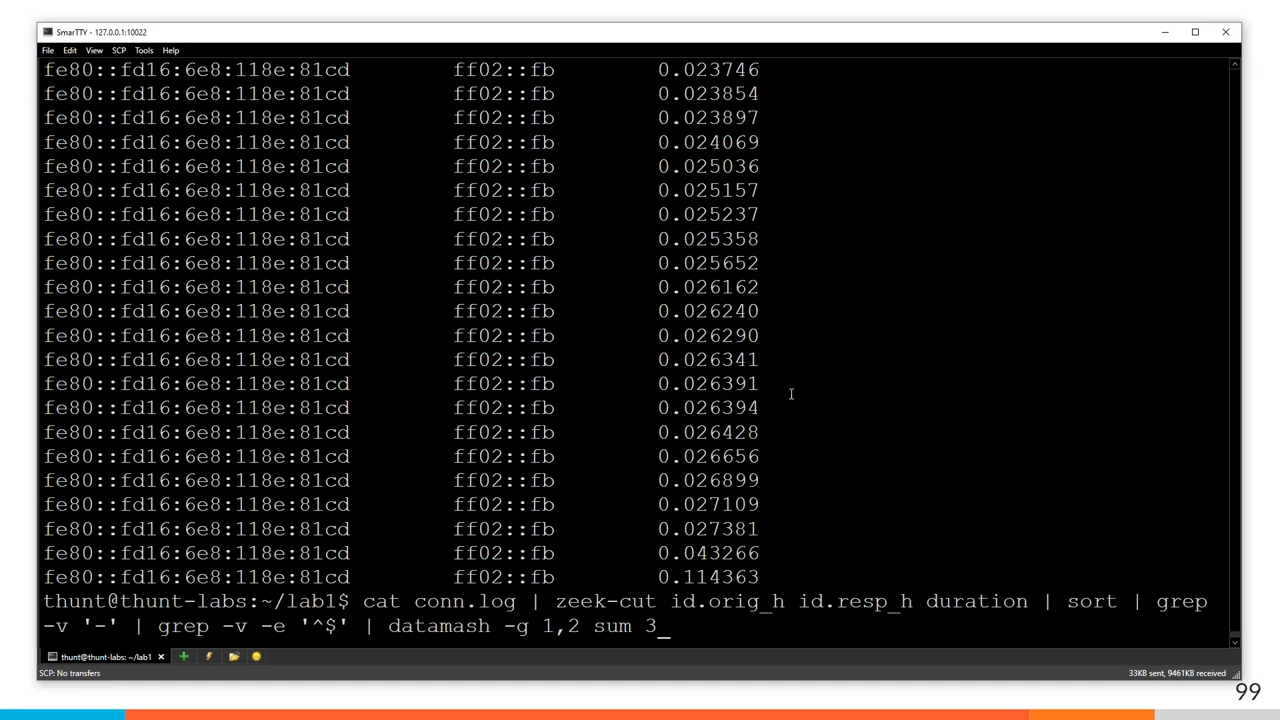 SmarTTY - 127.0.0.1:10022
File Edit View SCP Tools Help
fe80::fd16:6e8:118e:81cd ff02::fb 0.023746
fe80::fd16:6e8:118e:81cd ff02::fb 0.023854
fe80::fd16:6e8:118e:81cd ff02::fb 0.023897
fe80::fd16:6e8:118e:81cd ff02::fb 0.024069
fe80::fd16:6e8:118e:81cd ff02::fb 0.025036
fe80::fd16:6e8:118e:81cd ff02::fb 0.025157
fe80::fd16:6e8:118e:81cd ff02::fb 0.025237
fe80::fd16:6e8:118e:81cd ff02::fb 0.025358
fe80::fd16:6e8:118e:81cd ff02::fb 0.025652
fe80::fd16:6e8:118e:81cd ff02::fb 0.026162
fe80::fd16:6e8:118e:81cd ff02::fb 0.026240
fe80::fd16:6e8:118e:81cd ff02::fb 0.026290
fe80::fd16:6e8:118e:81cd ff02::fb 0.026341
fe80::fd16:6e8:118e:81cd ff02::fb 0.026391
fe80::fd16:6e8:118e:81cd ff02::fb 0.026394
fe80::fd16:6e8:118e:81cd ff02::fb 0.026428
fe80::fd16:6e8:118e:81cd ff02::fb 0.026656
fe80::fd16:6e8:118e:81cd ff02::fb 0.026899
fe80::fd16:6e8:118e:81cd ff02::fb 0.027109
fe80::fd16:6e8:118e:81cd ff02::fb 0.027381
fe80::fd16:6e8:118e:81cd ff02::fb 0.043266
fe80::fd16:6e8:118e:81cd ff02::fb 0.114363
thunt@thunt-labs:~/lab1$ cat conn.log | zeek-cut id.orig_h id.resp_h duration | sort | grep
-v '-' | grep -v -e '^$' | datamash -g 1,2 sum 3_
thunt@thunt-labs: ~/lab1
SCP: No transfers 33KB sent, 9461KB received
99